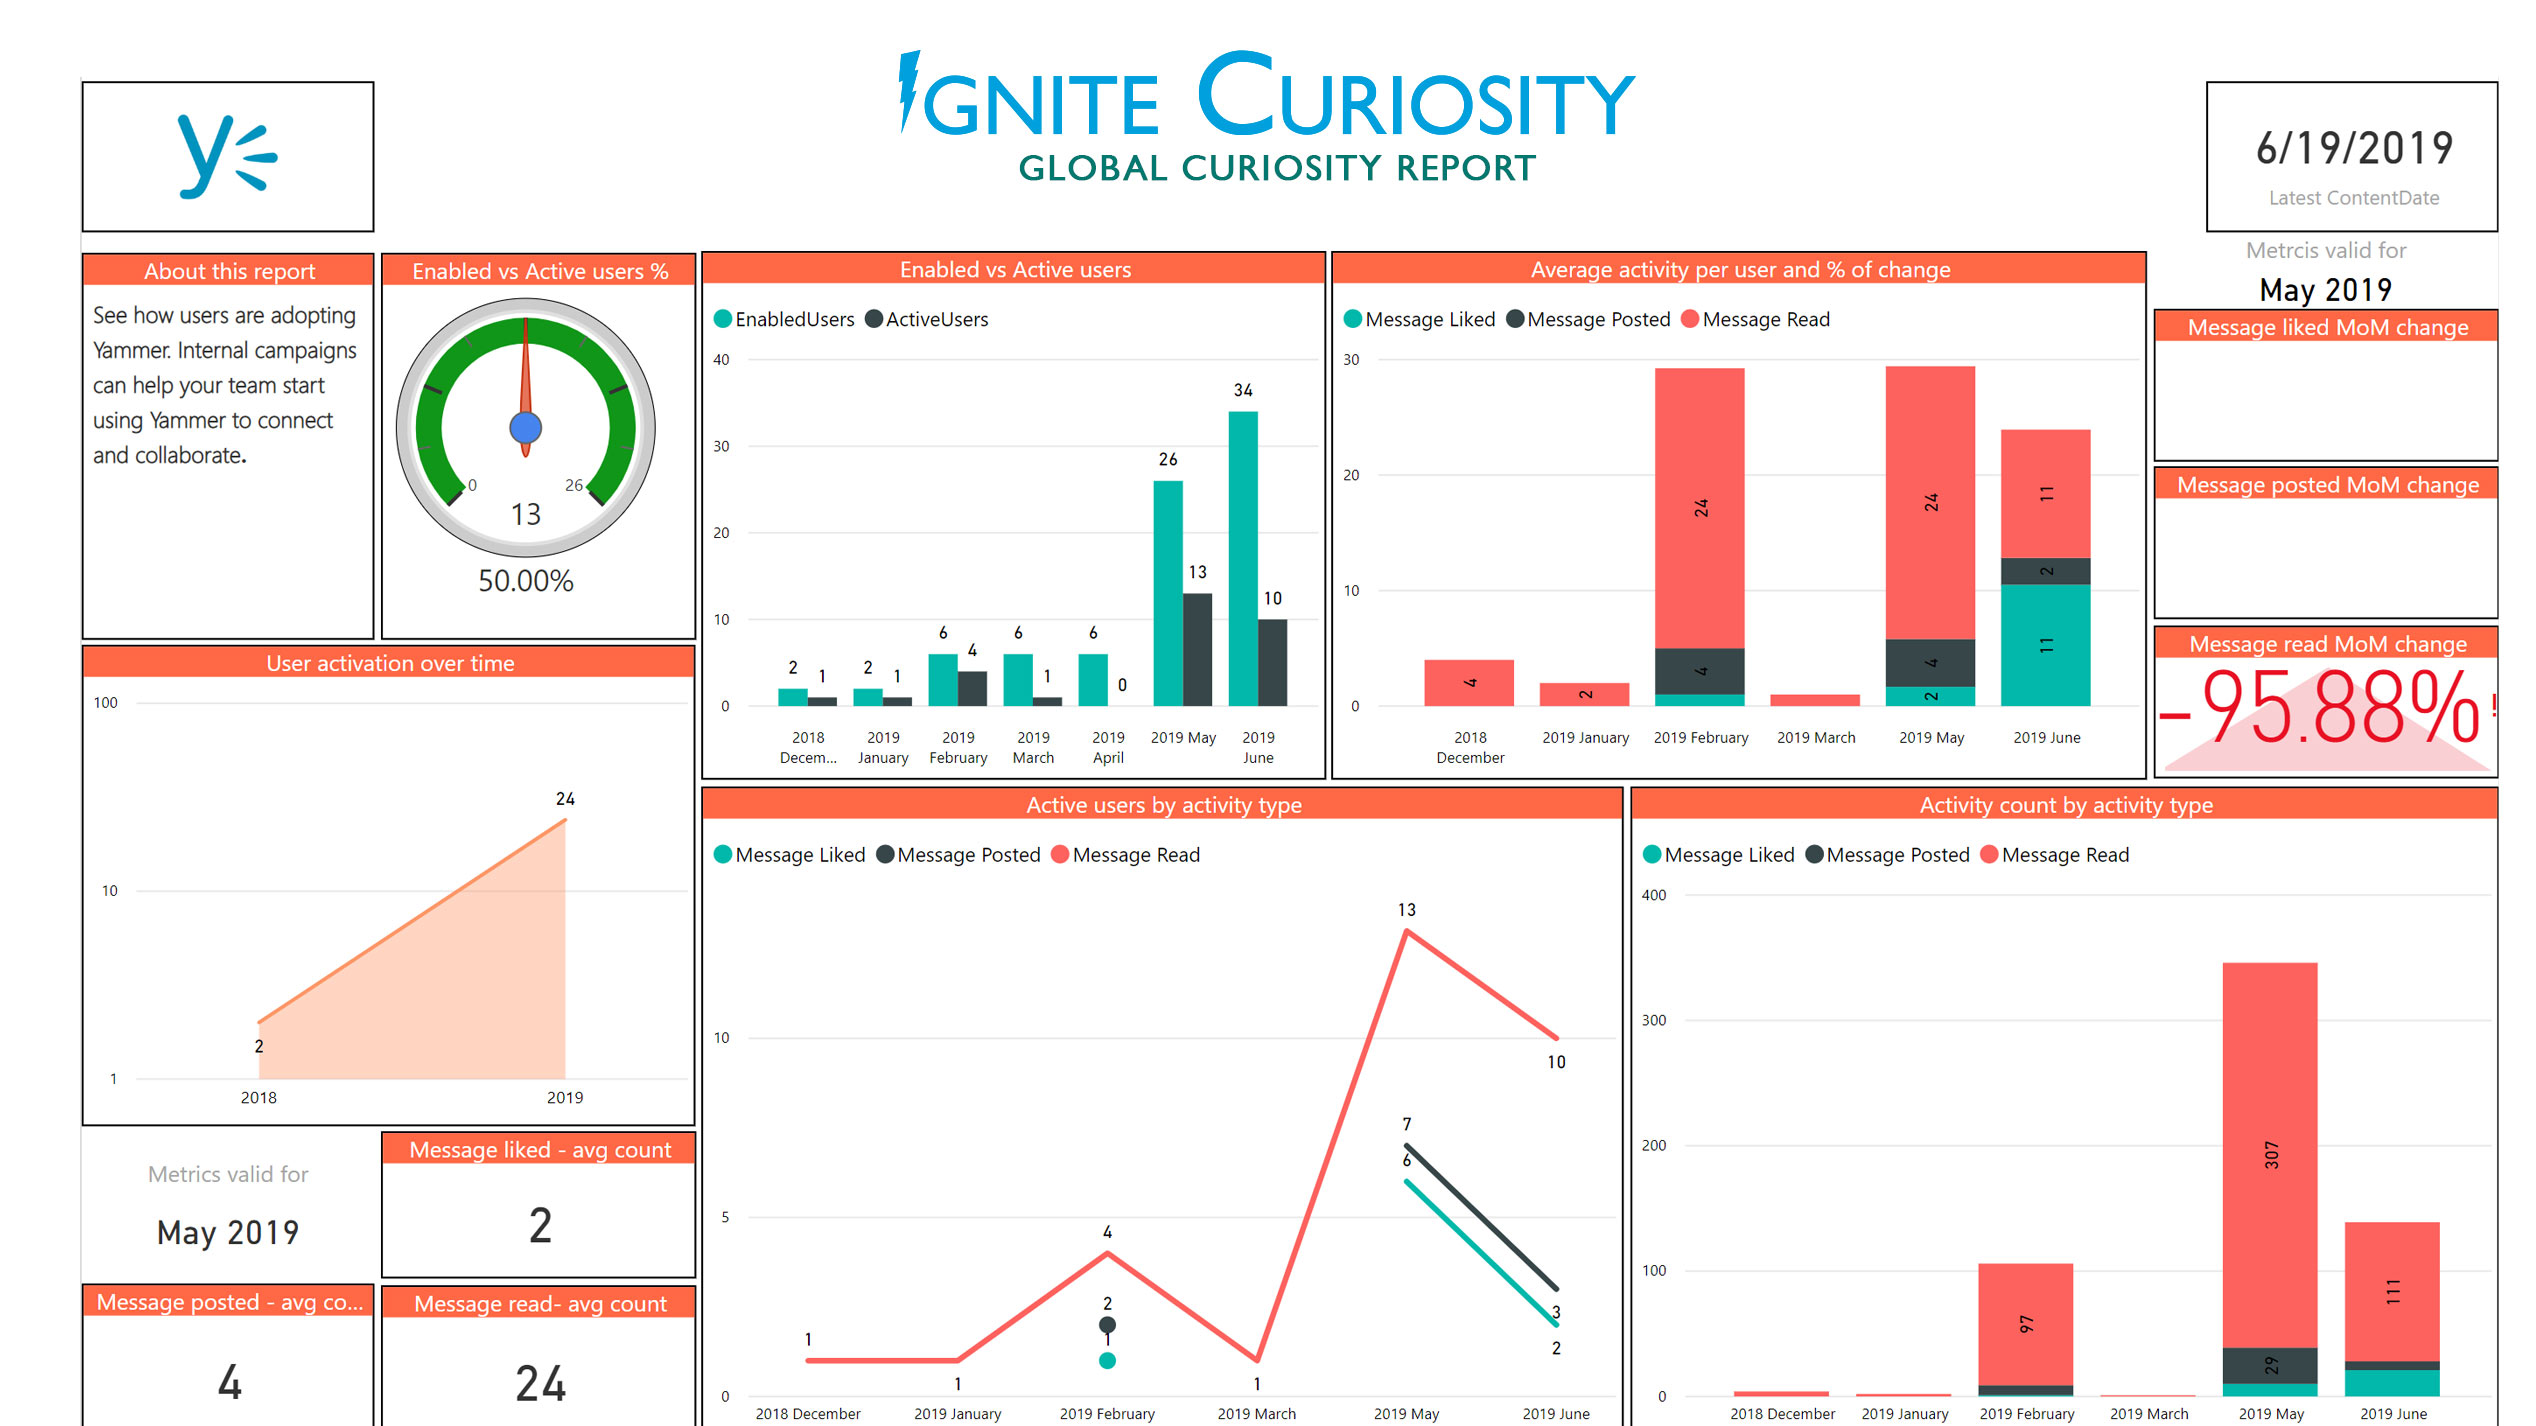 IGNITE CURIOSITY
GLOBAL CURIOSITY REPORT
6/19/2019
Latest ContentDate
Metrcis valid for
May 2019
About this report
See how users are adopting
Yammer. Internal campaigns
can help your team start
using Yammer to connect
and collaborate.
Enabled vs Active users %
0
26
13
50.00%
Enabled vs Active users
EnabledUsers ActiveUsers
40
30
20
10
0
2 1 2 1 6 4 6 1 6 0 26 13 34 10
2018 Decem...
2019 January
2019 February
2019 March
2019 April
2019 May
2019 June
Average activity per user and % of change
Message Liked Message Posted Message Read
30
20
10
0
4 2 24 4 24 4 2 11 2 11
2018 December
2019 January
2019 February
2019 March
2019 May
2019 June
Message liked MoM change
Message posted MoM change
Message read MoM change
-95.88% !
User activation over time
100
10
1
2
24
2018
2019
Metrics valid for
May 2019
Message liked - avg count
2
Message posted - avg co...
4
Message read- avg count
24
Active users by activity type
Message Liked Message Posted Message Read
10
5
0
1 1 4 2 1 1 13 7 6 10 3 2
2018 December 2019 January 2019 February 2019 March 2019 May 2019 June
Activity count by activity type
Message Liked Message Posted Message Read
400
300
200
100
0
97 307 29 111
2018 December 2019 January 2019 February 2019 March 2019 May 2019 June